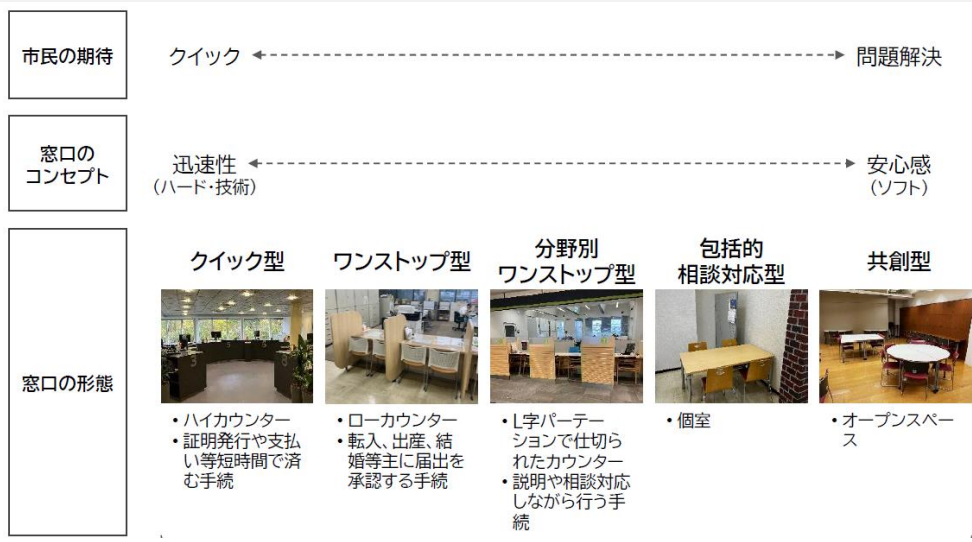 市民の期待
クイック
問題解決
窓口の
コンセプト
迅速性
（ハード・技術）
安心感
（ソフト）
窓口の形態
クイック型
ワンストップ型
分野別
ワンストップ型
包括的
相談対応型
共創型
• ハイカウンター
• 証明発行や支払
い等短時間で済
む手続
• ローカウンター
• 転入、出産、結
婚等主に届出を
承認する手続
• L字パーテー
ションで仕切ら
れたカウンター
• 説明や相談対応
しながら行う手
続
• 個室
• オープンスペー
ス